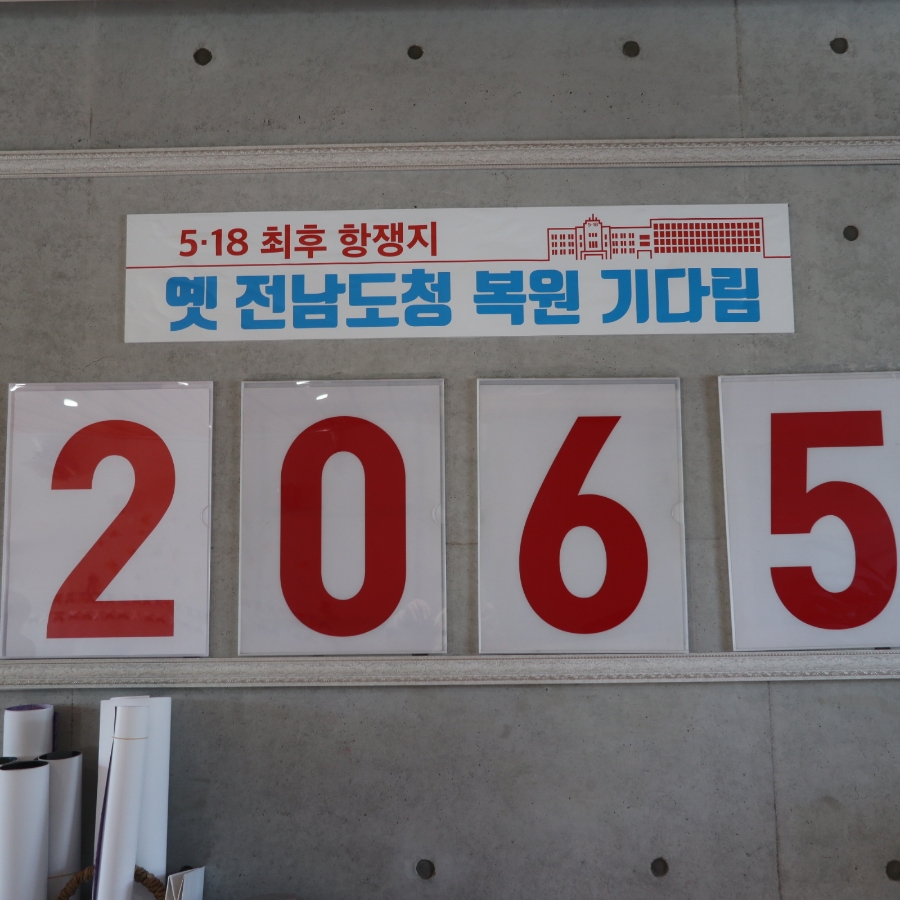 5·18 최후 항쟁지
옛 전남도청 복원 기다림
2065